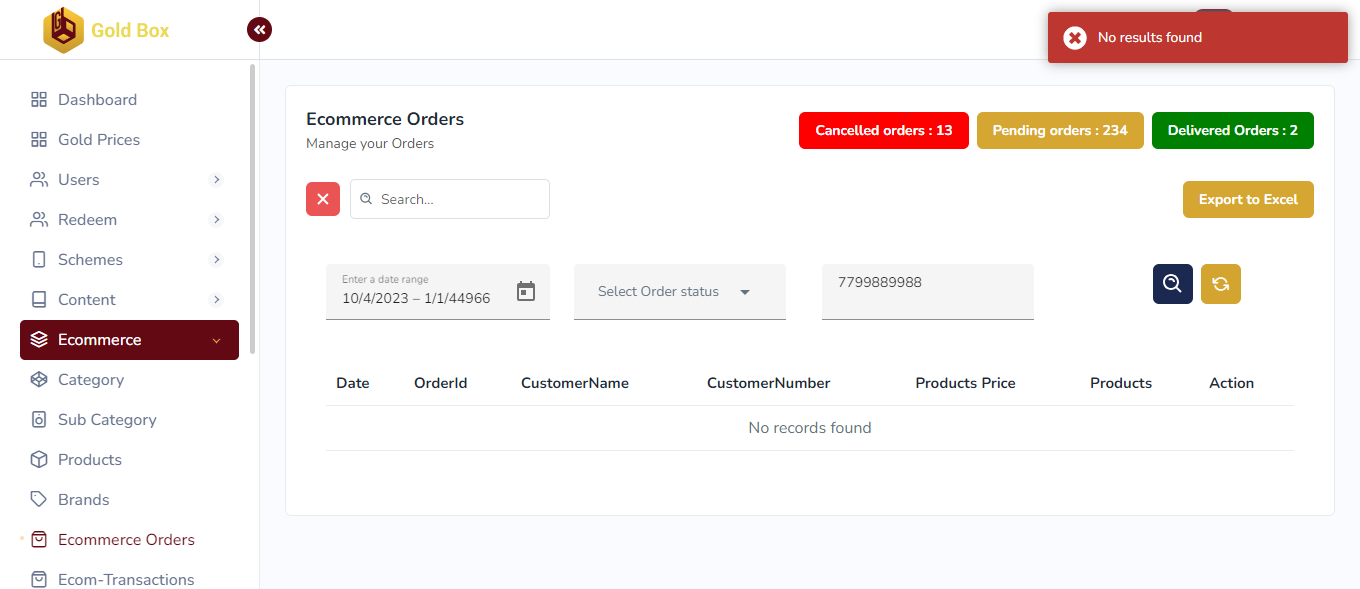 Gold Box
No results found
Dashboard
Gold Prices
Users
Redeem
Schemes
Content
Ecommerce
Category
Sub Category
Products
Brands
Ecommerce Orders
Ecom-Transactions
Ecommerce Orders
Manage your Orders
Cancelled orders : 13
Pending orders : 234
Delivered Orders : 2
Search...
Export to Excel
Enter a date range
10/4/2023 – 1/1/44966
Select Order status
7799889988
Date OrderId CustomerName CustomerNumber Products Price Products Action
No records found